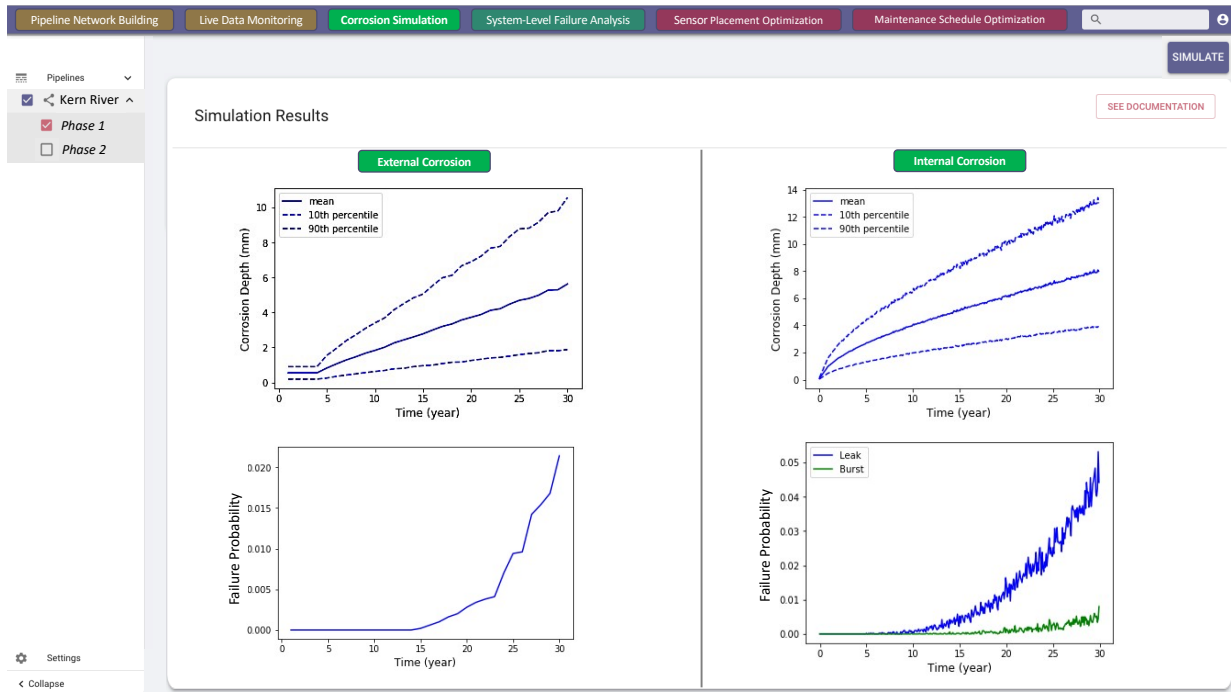 Pipeline Network Building
Live Data Monitoring
Corrosion Simulation
System-Level Failure Analysis
Sensor Placement Optimization
Maintenance Schedule Optimization
SIMULATE
Pipelines
Kern River
Phase 1
Phase 2
Simulation Results
SEE DOCUMENTATION
External Corrosion
mean
10th percentile
90th percentile
Corrosion Depth (mm)
10
8
6
4
2
0
0 5 10 15 20 25 30
Time (year)
Failure Probability
0.020
0.015
0.010
0.005
0.000
0 5 10 15 20 25 30
Time (year)
Internal Corrosion
mean
10th percentile
90th percentile
Corrosion Depth (mm)
14
12
10
8
6
4
2
0
0 5 10 15 20 25 30
Time (year)
Leak
Burst
Failure Probability
0.05
0.04
0.03
0.02
0.01
0.00
0 5 10 15 20 25 30
Time (year)
Settings
Collapse